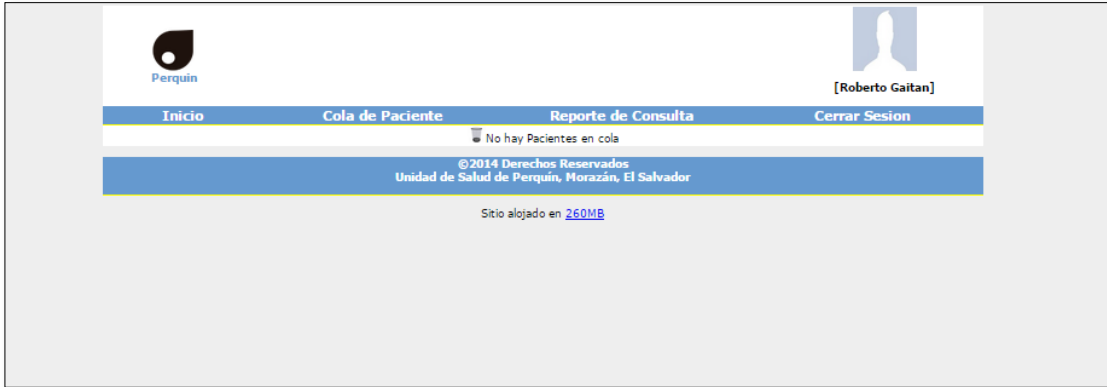 Perquin
[Roberto Gaitan]
Inicio Cola de Paciente Reporte de Consulta Cerrar Sesion
No hay Pacientes en cola
©2014 Derechos Reservados
Unidad de Salud de Perquín, Morazán, El Salvador
Sitio alojado en 260MB